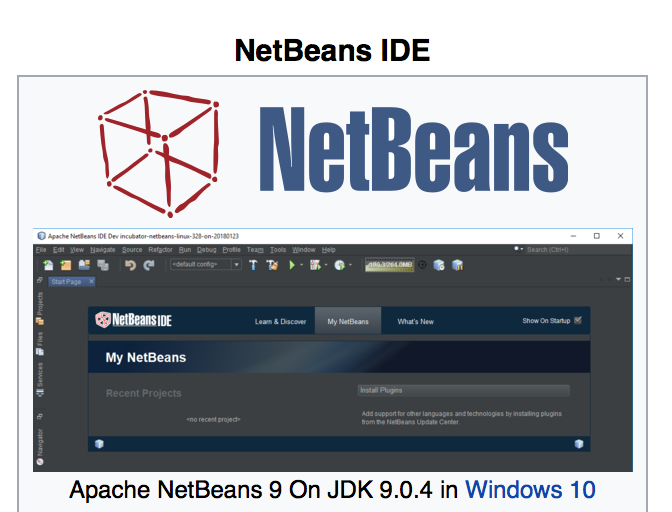 NetBeans IDE
NetBeans
Apache NetBeans IDE Dev incubator-netbeans-linux-328-on-20180123
File Edit View Navigate Source Refactor Run Debug Profile Team Tools Window Help Search (Ctrl+I)
<default config>
Start Page
Projects
Files
Services
Navigator
NetBeans IDE Learn & Discover My NetBeans What's New Show On Startup
My NetBeans
Recent Projects
<no recent project>
Install Plugins
Add support for other languages and technologies by installing plugins
from the NetBeans Update Center.
Apache NetBeans 9 On JDK 9.0.4 in Windows 10